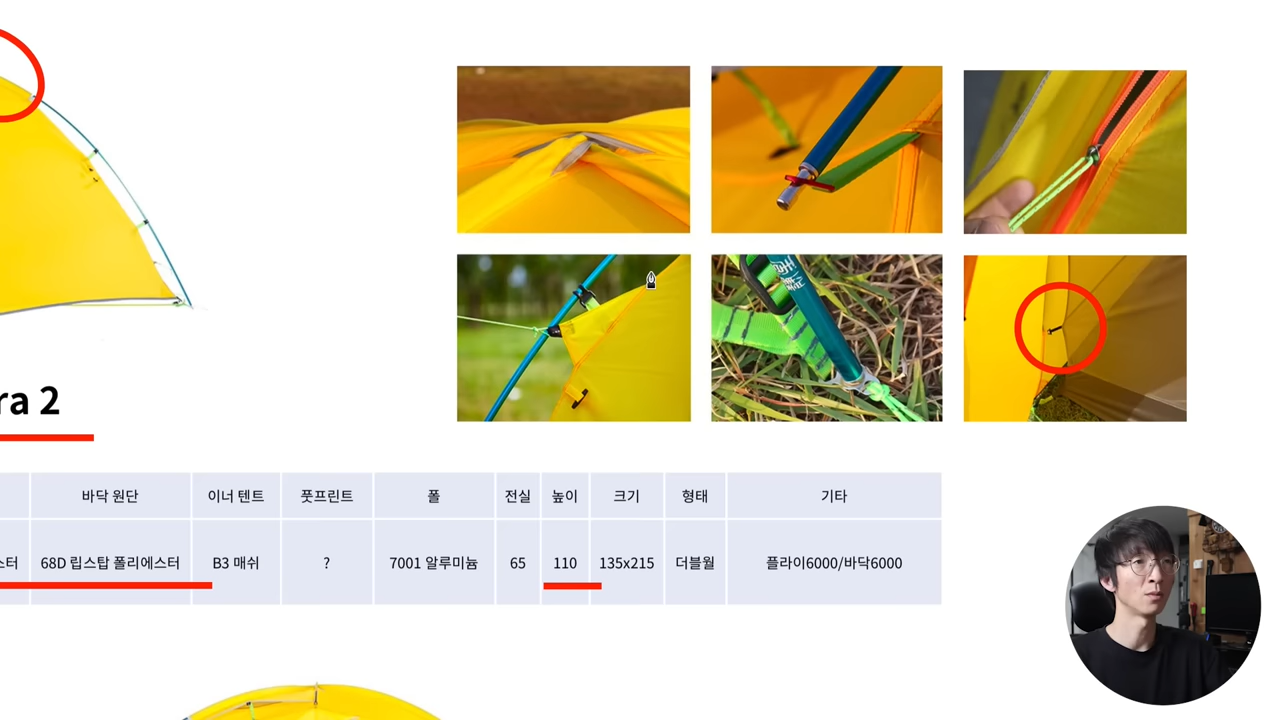 ra 2
바닥 원단 이너 텐트 풋프린트 폴 전실 높이 크기 형태 기타
스터 68D 립스탑 폴리에스터 B3 매쉬 ? 7001 알루미늄 65 110 135x215 더블월 플라이6000/바닥6000